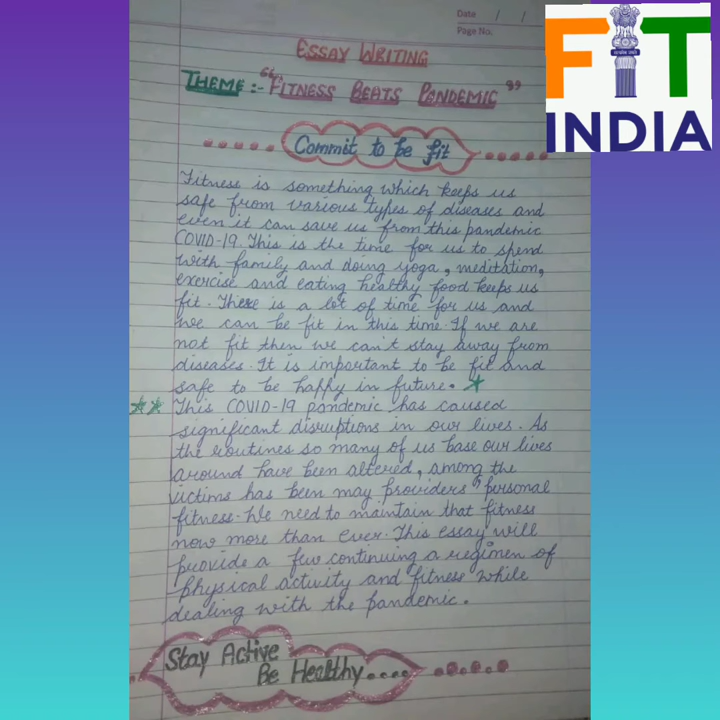 Date / /
Page No.
FIT
INDIA
ESSAY WRITING
THEME :- "FITNESS BEATS PANDEMIC"
Commit to be fit
Fitness is something which keeps us
safe from various types of diseases and
even it can save us from this pandemic
COVID-19. This is the time for us to spend
with family and doing yoga, meditation,
exercise and eating healthy food keeps us
fit. There is a lot of time for us and
we can be fit in this time. If we are
not fit then we can't stay away from
diseases. It is important to be fit and
safe to be happy in future.
This COVID-19 pandemic has caused
significant disruptions in our lives. As
the routines so many of us base our lives
around have been altered, among the
victims has been may providers' personal
fitness. We need to maintain that fitness
now more than ever. This essay will
provide a few continuing a regimen of
physical activity and fitness while
dealing with the pandemic.
Stay Active
Be Healthy....